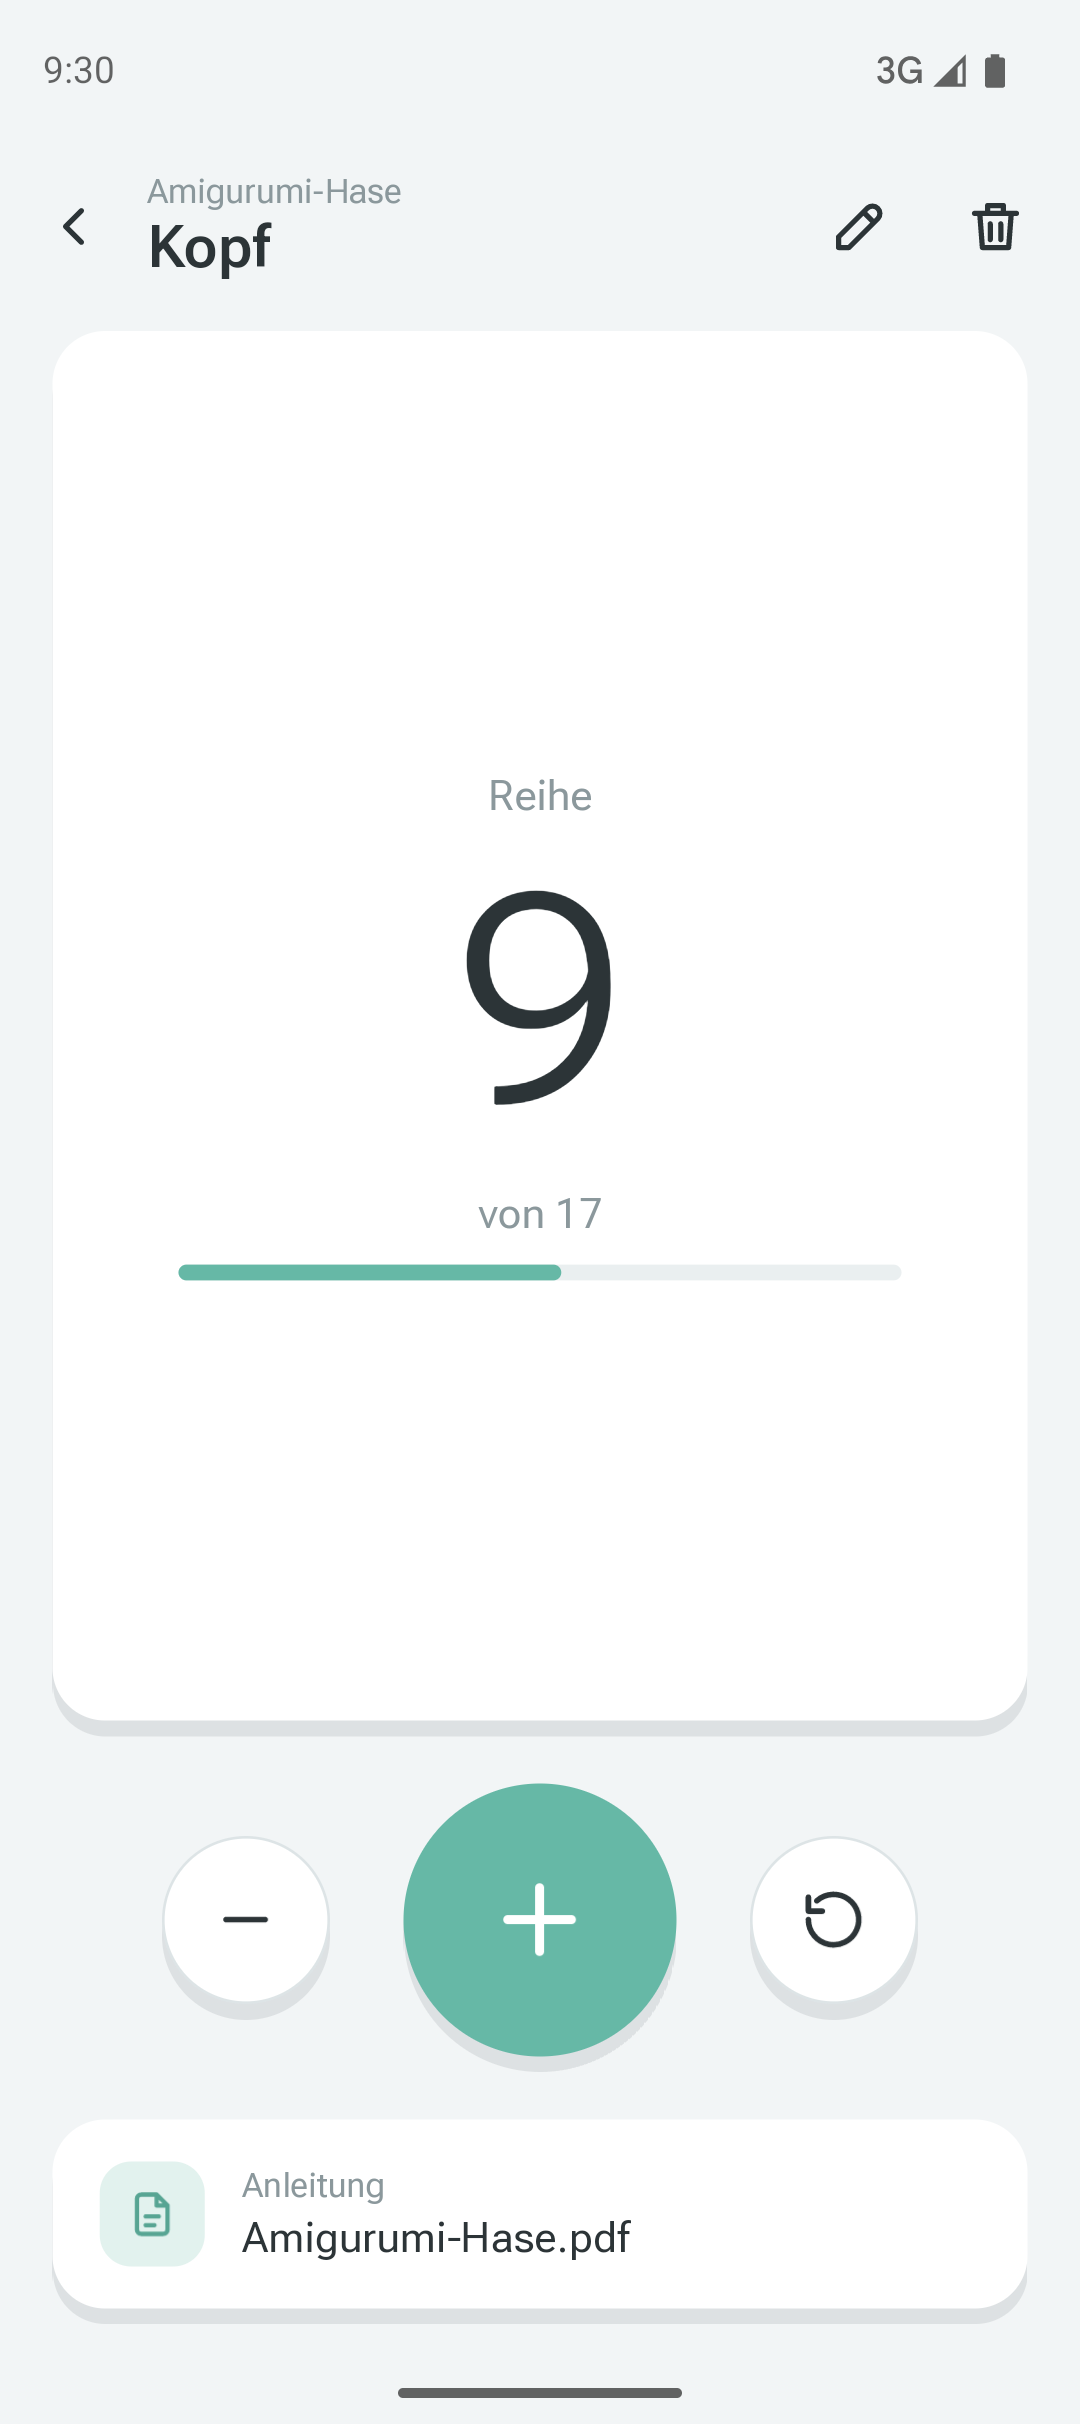 9:30
3G
Amigurumi-Hase
Kopf
Reihe
9
von 17
Anleitung
Amigurumi-Hase.pdf